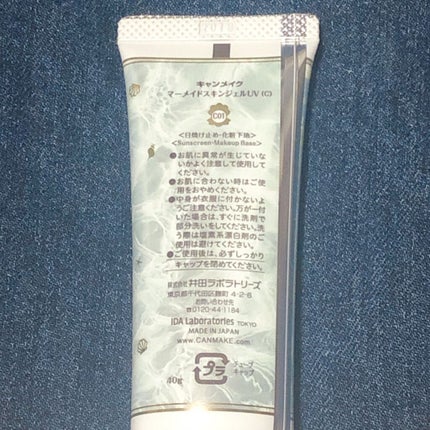 キャンメイク
マーメイドスキンジェルUV (C)
C01
<日焼け止め・化粧下地>
<Sunscreen・Makeup Base>
●お肌に異常が生じていな
いかよく注意して使用して
ください。
●お肌に合わない時はご使
用をおやめください。
●中身が衣服に付かないよ
うご注意ください。万が一付
いた場合は、すぐに洗剤で
部分洗いをしてください。洗
う際は塩素系漂白剤のご
使用は避けてください。
●ご使用後は、必ずしっかり
キャップを閉めてください。
株式会社 井田ラボラトリーズ
東京都千代田区麹町 4-2-6
お問い合わせ先
0120-44-1184
IDA Laboratories TOKYO
MADE IN JAPAN
www.CANMAKE.com
プラ
チューブ
キャップ
40g